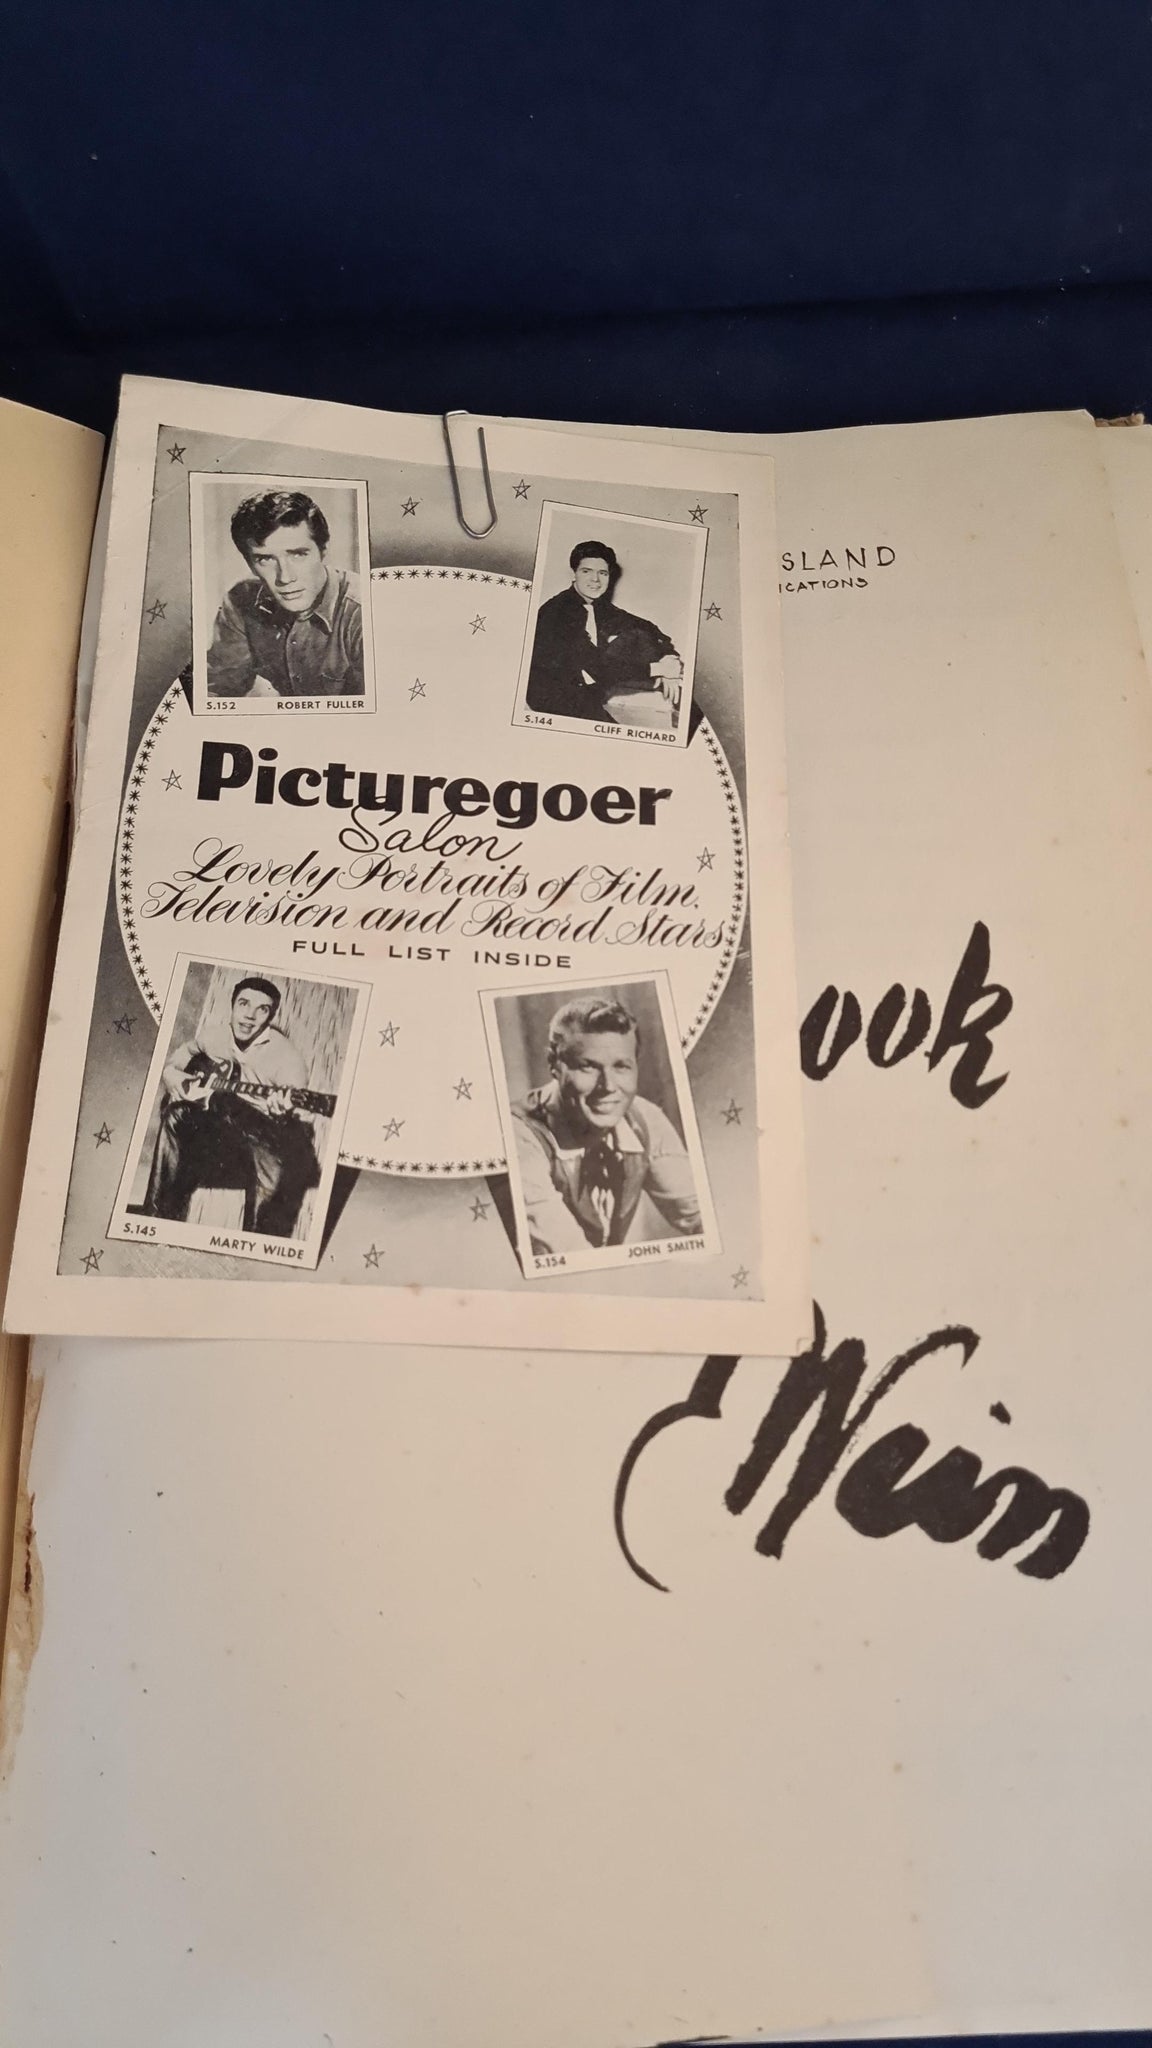 S.152 ROBERT FULLER
S.144 CLIFF RICHARD
Picturegoer
Salon
Lovely Portraits of Film,
Television and Record Stars
FULL LIST INSIDE
S.145 MARTY WILDE
S.154 JOHN SMITH
SLAND
ICATIONS
ook